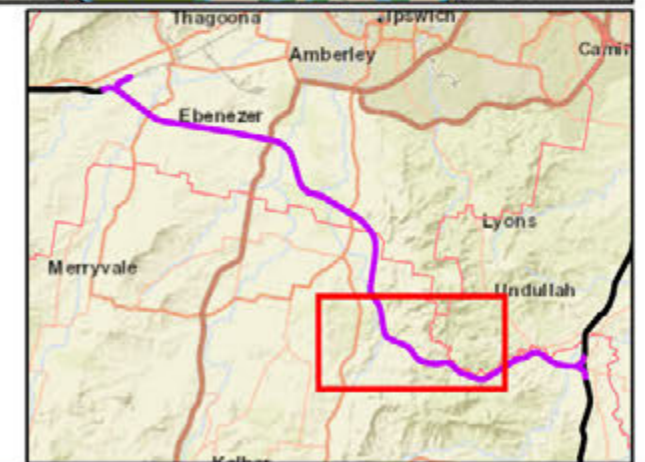 Thagoona
Ipswich
Amberley
Ebenezer
Lyons
Merryvale
Undullah